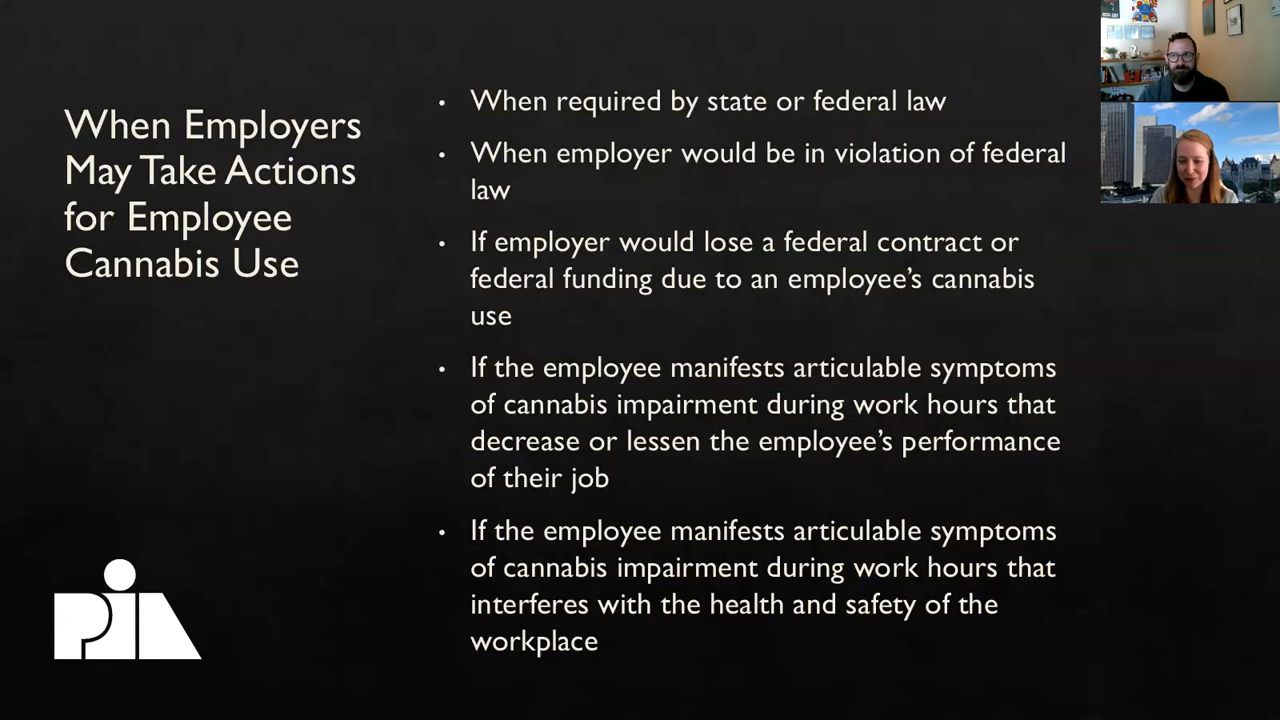 When Employers
May Take Actions
for Employee
Cannabis Use
• When required by state or federal law
• When employer would be in violation of federal
law
• If employer would lose a federal contract or
federal funding due to an employee's cannabis
use
• If the employee manifests articulable symptoms
of cannabis impairment during work hours that
decrease or lessen the employee's performance
of their job
• If the employee manifests articulable symptoms
of cannabis impairment during work hours that
interferes with the health and safety of the
workplace
PIA